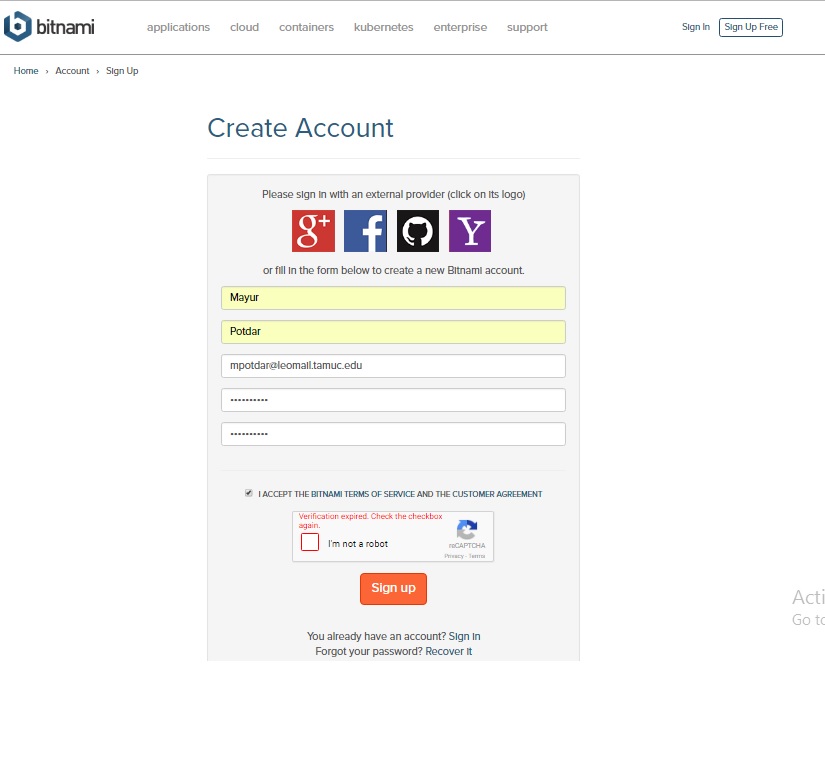 bitnami
applications cloud containers kubernetes enterprise support
Sign In Sign Up Free
Home › Account › Sign Up
Create Account
Please sign in with an external provider (click on its logo)
g+ f Y
or fill in the form below to create a new Bitnami account.
Mayur
Potdar
mpotdar@leomail.tamuc.edu
••••••••••
••••••••••
I ACCEPT THE BITNAMI TERMS OF SERVICE AND THE CUSTOMER AGREEMENT
Verification expired. Check the checkbox
again.
I'm not a robot
reCAPTCHA
Privacy - Terms
Sign up
You already have an account? Sign in
Forgot your password? Recover it
Acti
Go to